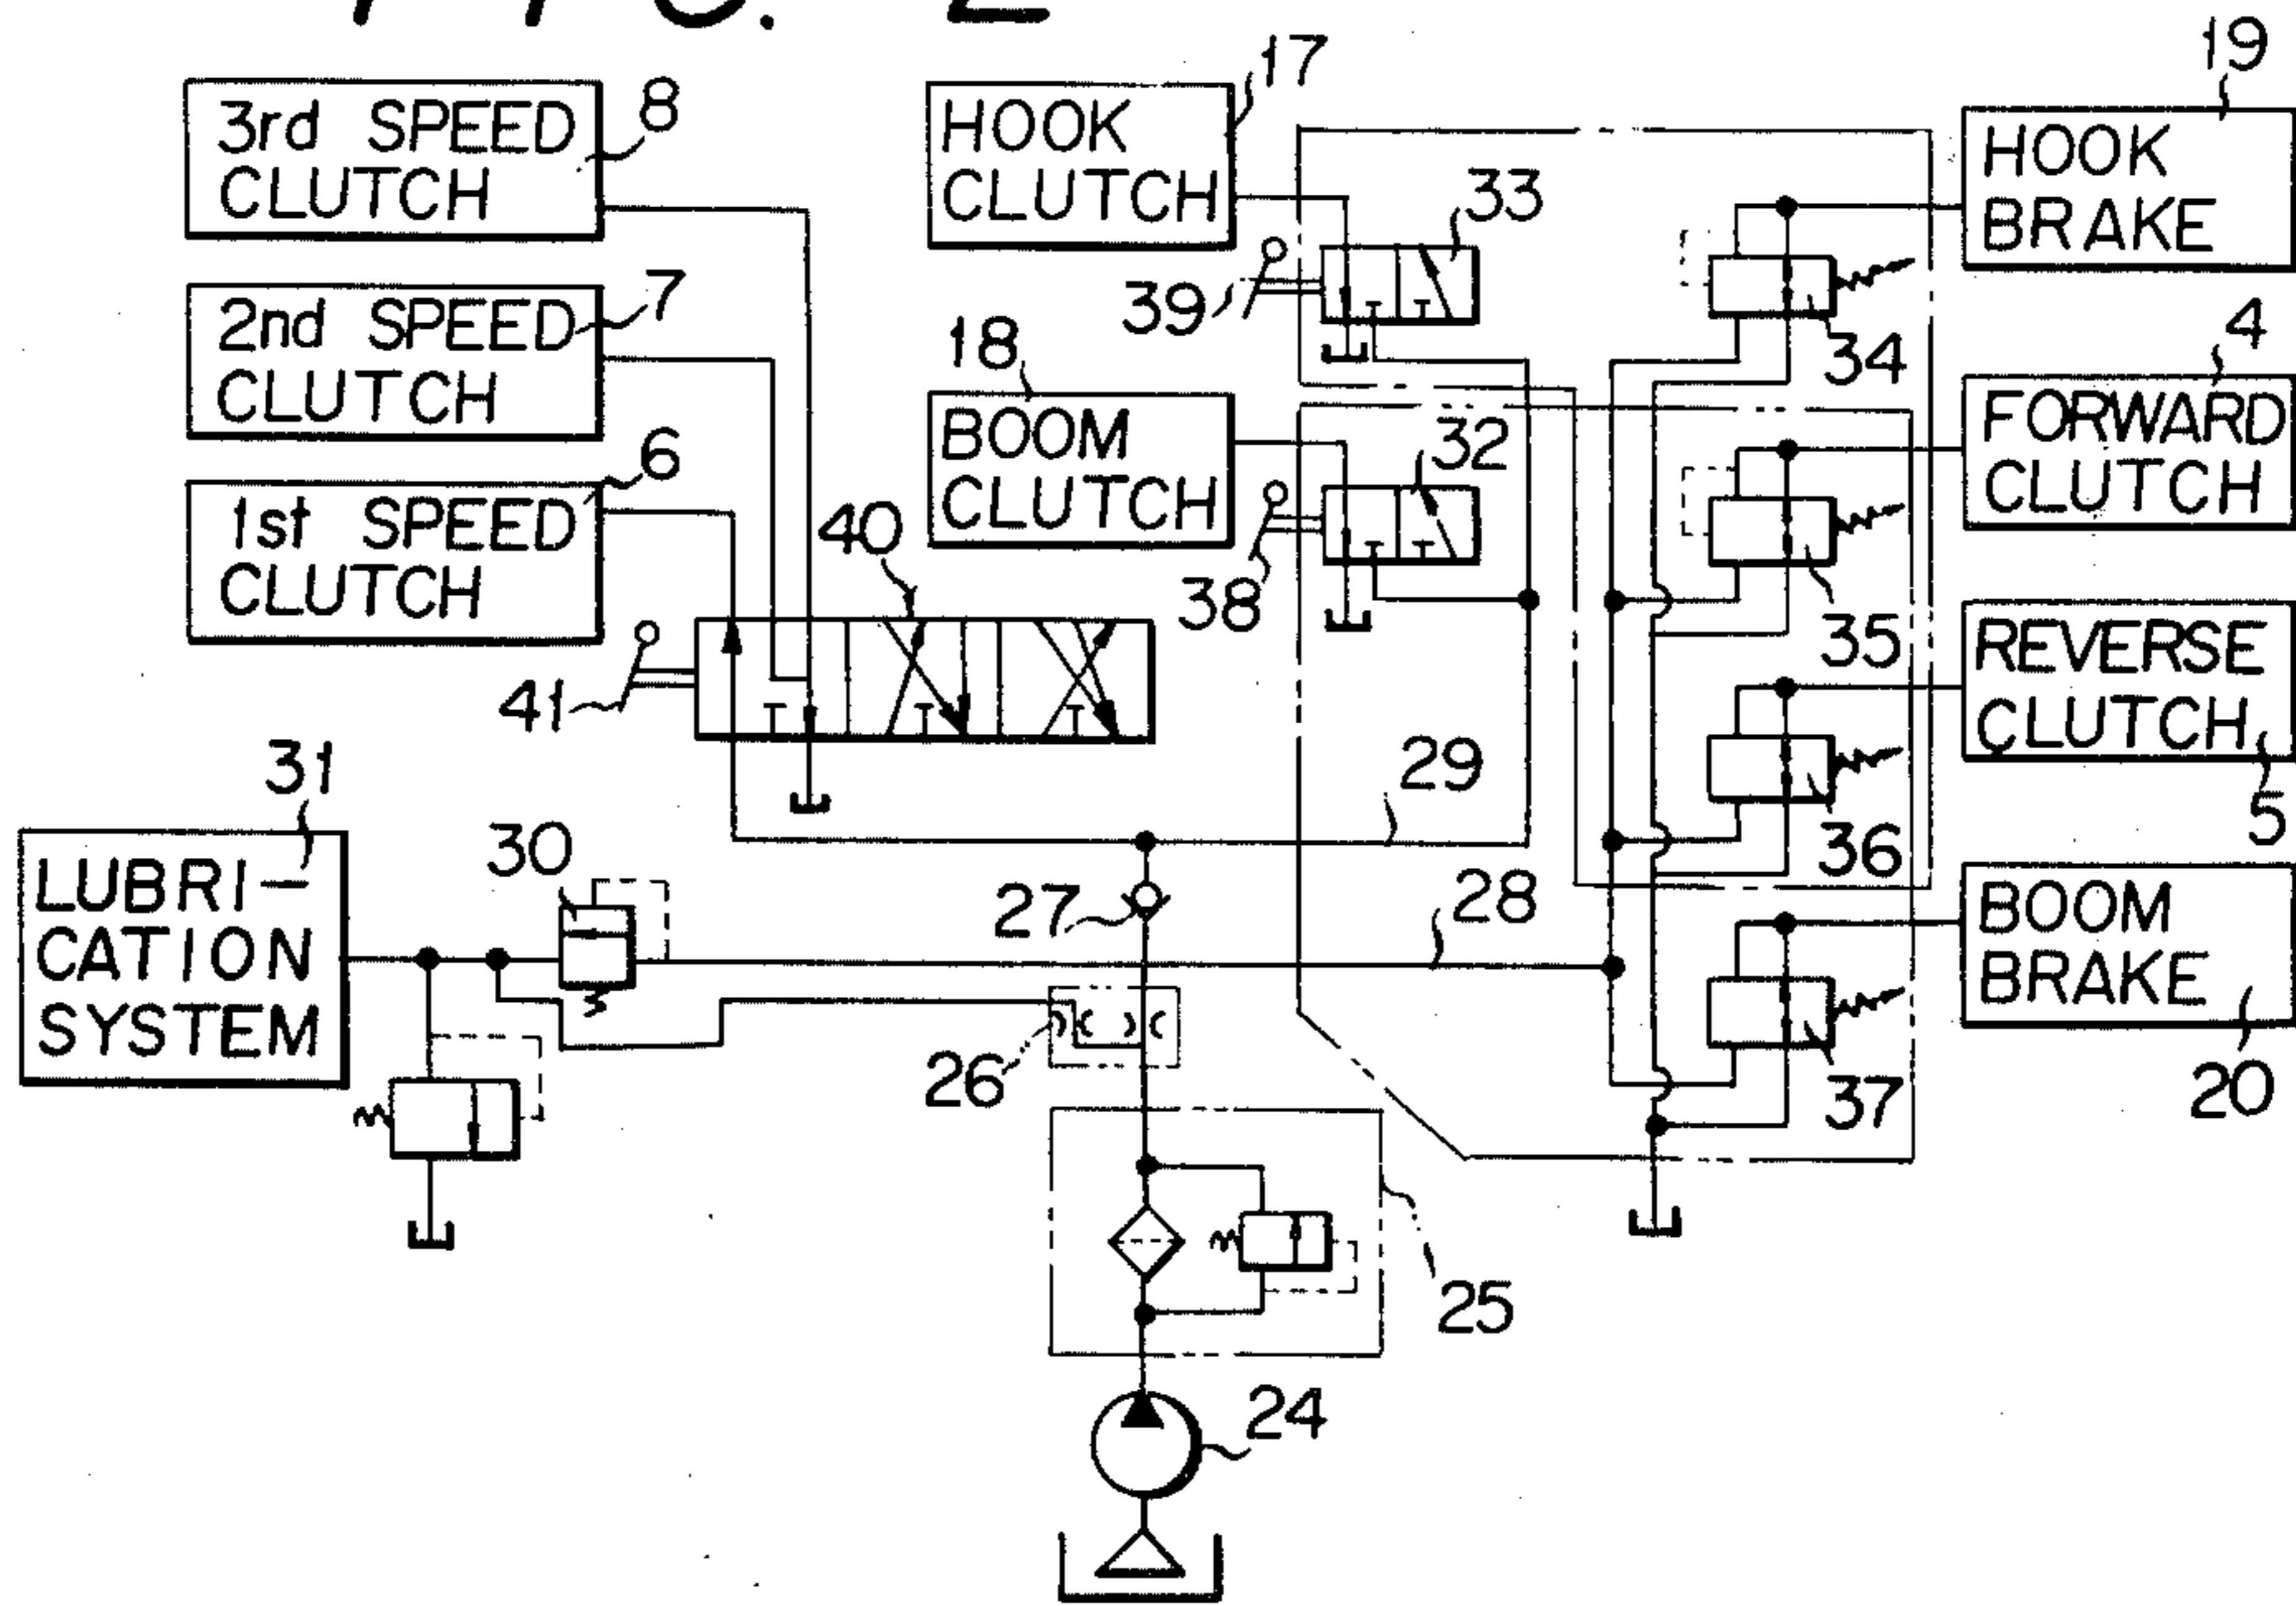 FIG. 2
3rd SPEED
CLUTCH
8
2nd SPEED
CLUTCH
7
1st SPEED
CLUTCH
6
40
41
HOOK
CLUTCH
17
33
39
BOOM
CLUTCH
18
32
38
HOOK
BRAKE
19
34
FORWARD
CLUTCH
4
35
REVERSE
CLUTCH
5
36
BOOM
BRAKE
20
37
29
28
27
31
LUBRI-
CATION
SYSTEM
30
26
25
24